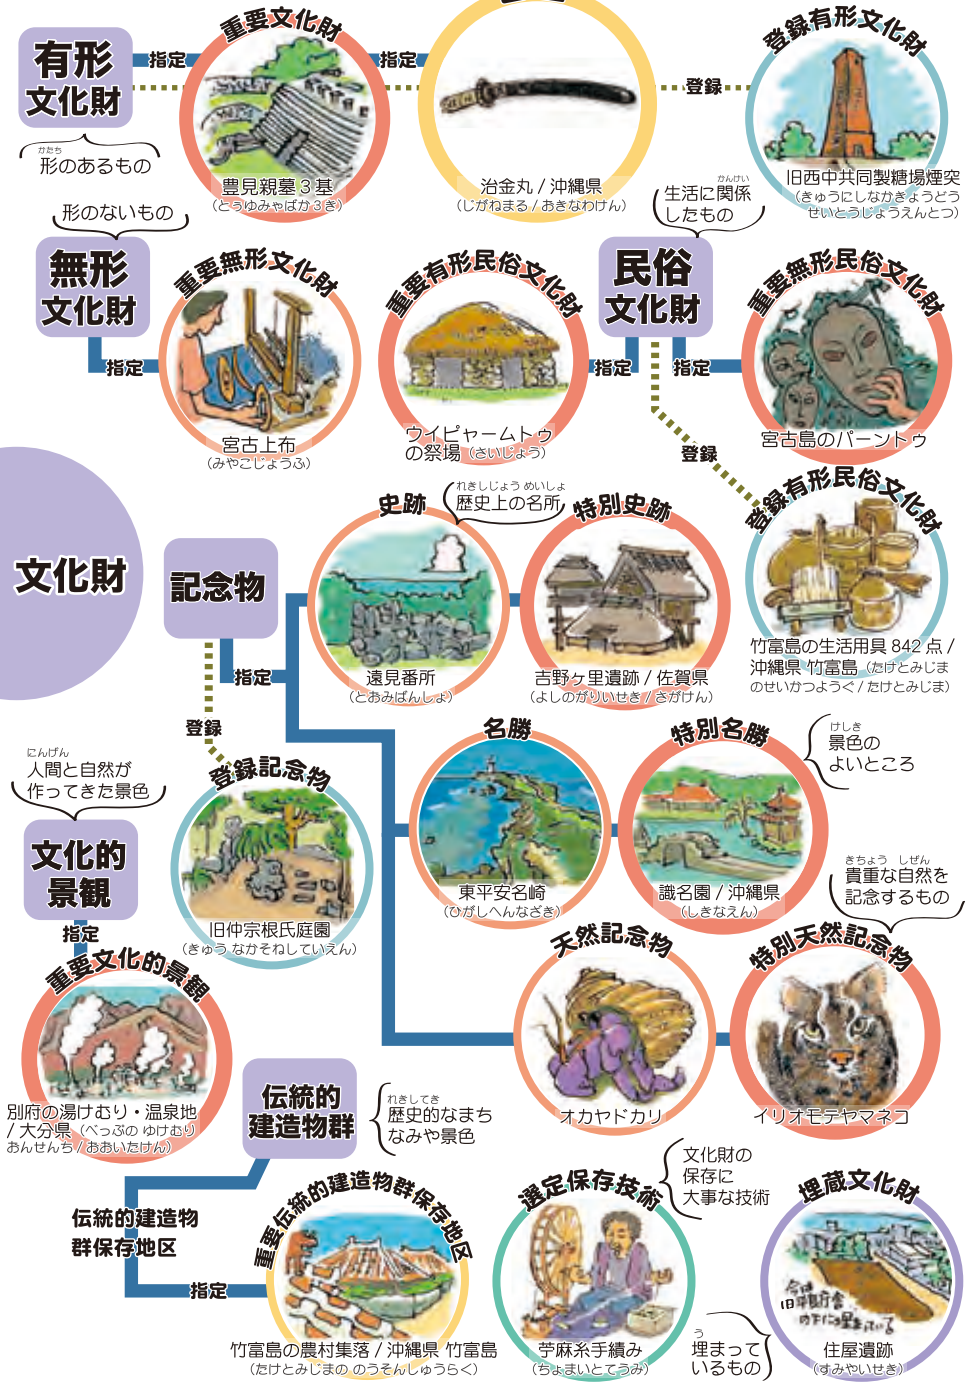 重要文化財
登録有形文化財
有形
文化財
指定
指定
登録
かたち
形のあるもの
豊見親墓3基
(とぅゆみゃばか3き)
治金丸 / 沖縄県
(じがねまる / おきなわけん)
旧西中共同製糖場煙突
(きゅうにしなかきょうどう
せいとうじょうえんとつ)
かんけい
生活に関係
したもの
形のないもの
無形
文化財
重要無形文化財
重要有形民俗文化財
民俗
文化財
重要無形民俗文化財
指定
指定
指定
宮古上布
(みやこじょうふ)
ウイピャームトゥ
の祭場 (さいじょう)
宮古島のパーントゥ
登録
登録有形民俗文化財
竹富島の生活用具 842 点 /
沖縄県 竹富島 (たけとみじま
のせいかつようぐ / たけとみじま)
文化財
記念物
史跡
れきしじょう めいしょ
歴史上の名所
特別史跡
指定
遠見番所
(とおみばんしょ)
吉野ヶ里遺跡 / 佐賀県
(よしのがりいせき / さがけん)
登録
登録記念物
旧仲宗根氏庭園
(きゅう なかそねしていえん)
名勝
特別名勝
けしき
景色の
よいところ
東平安名崎
(ひがしへんなざき)
識名園 / 沖縄県
(しきなえん)
にんげん
人間と自然が
作ってきた景色
文化的
景観
指定
重要文化的景観
別府の湯けむり・温泉地
/ 大分県 (べっぷの ゆけむり
おんせんち / おおいたけん)
きちょう しぜん
貴重な自然を
記念するもの
天然記念物
特別天然記念物
オカヤドカリ
イリオモテヤマネコ
伝統的
建造物群
れきしてき
歴史的なまち
なみや景色
伝統的建造物
群保存地区
指定
重要伝統的建造物群保存地区
竹富島の農村集落 / 沖縄県 竹富島
(たけとみじまの のうそんしゅうらく)
選定保存技術
文化財の
保存に
大事な技術
苧麻糸手績み
(ちょまいとてうみ)
埋蔵文化財
う
埋まって
いるもの
今は
旧平良庁舎
の下に埋まっている
住屋遺跡
(すみやいせき)